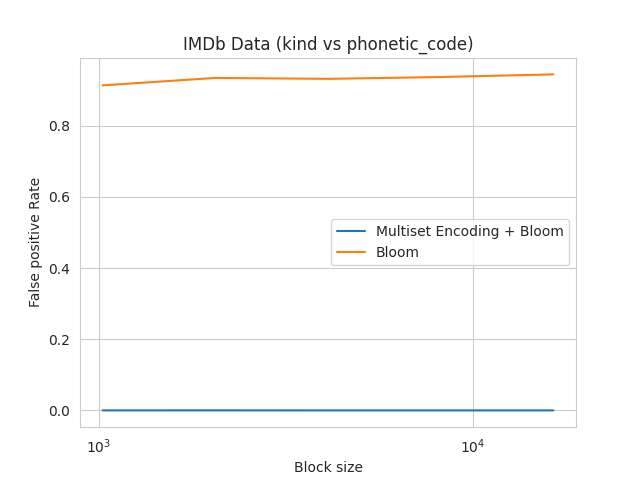 IMDb Data (kind vs phonetic_code)
False positive Rate
0.8
0.6
0.4
0.2
0.0
Multiset Encoding + Bloom
Bloom
10³
10⁴
Block size